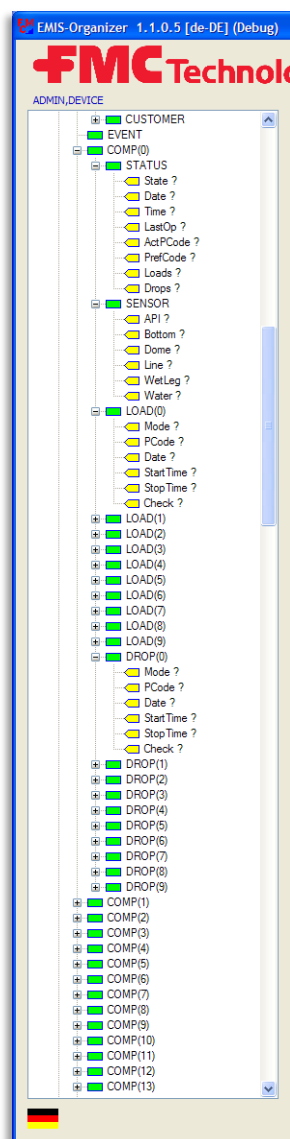 EMIS-Organizer 1.1.0.5 [de-DE] (Debug)
FMC Technolo
ADMIN,DEVICE
CUSTOMER
EVENT
COMP(0)
STATUS
State ?
Date ?
Time ?
LastOp ?
ActPCode ?
PrefCode ?
Loads ?
Drops ?
SENSOR
API ?
Bottom ?
Dome ?
Line ?
WetLeg ?
Water ?
LOAD(0)
Mode ?
PCode ?
Date ?
StartTime ?
StopTime ?
Check ?
LOAD(1)
LOAD(2)
LOAD(3)
LOAD(4)
LOAD(5)
LOAD(6)
LOAD(7)
LOAD(8)
LOAD(9)
DROP(0)
Mode ?
PCode ?
Date ?
StartTime ?
StopTime ?
Check ?
DROP(1)
DROP(2)
DROP(3)
DROP(4)
DROP(5)
DROP(6)
DROP(7)
DROP(8)
DROP(9)
COMP(1)
COMP(2)
COMP(3)
COMP(4)
COMP(5)
COMP(6)
COMP(7)
COMP(8)
COMP(9)
COMP(10)
COMP(11)
COMP(12)
COMP(13)